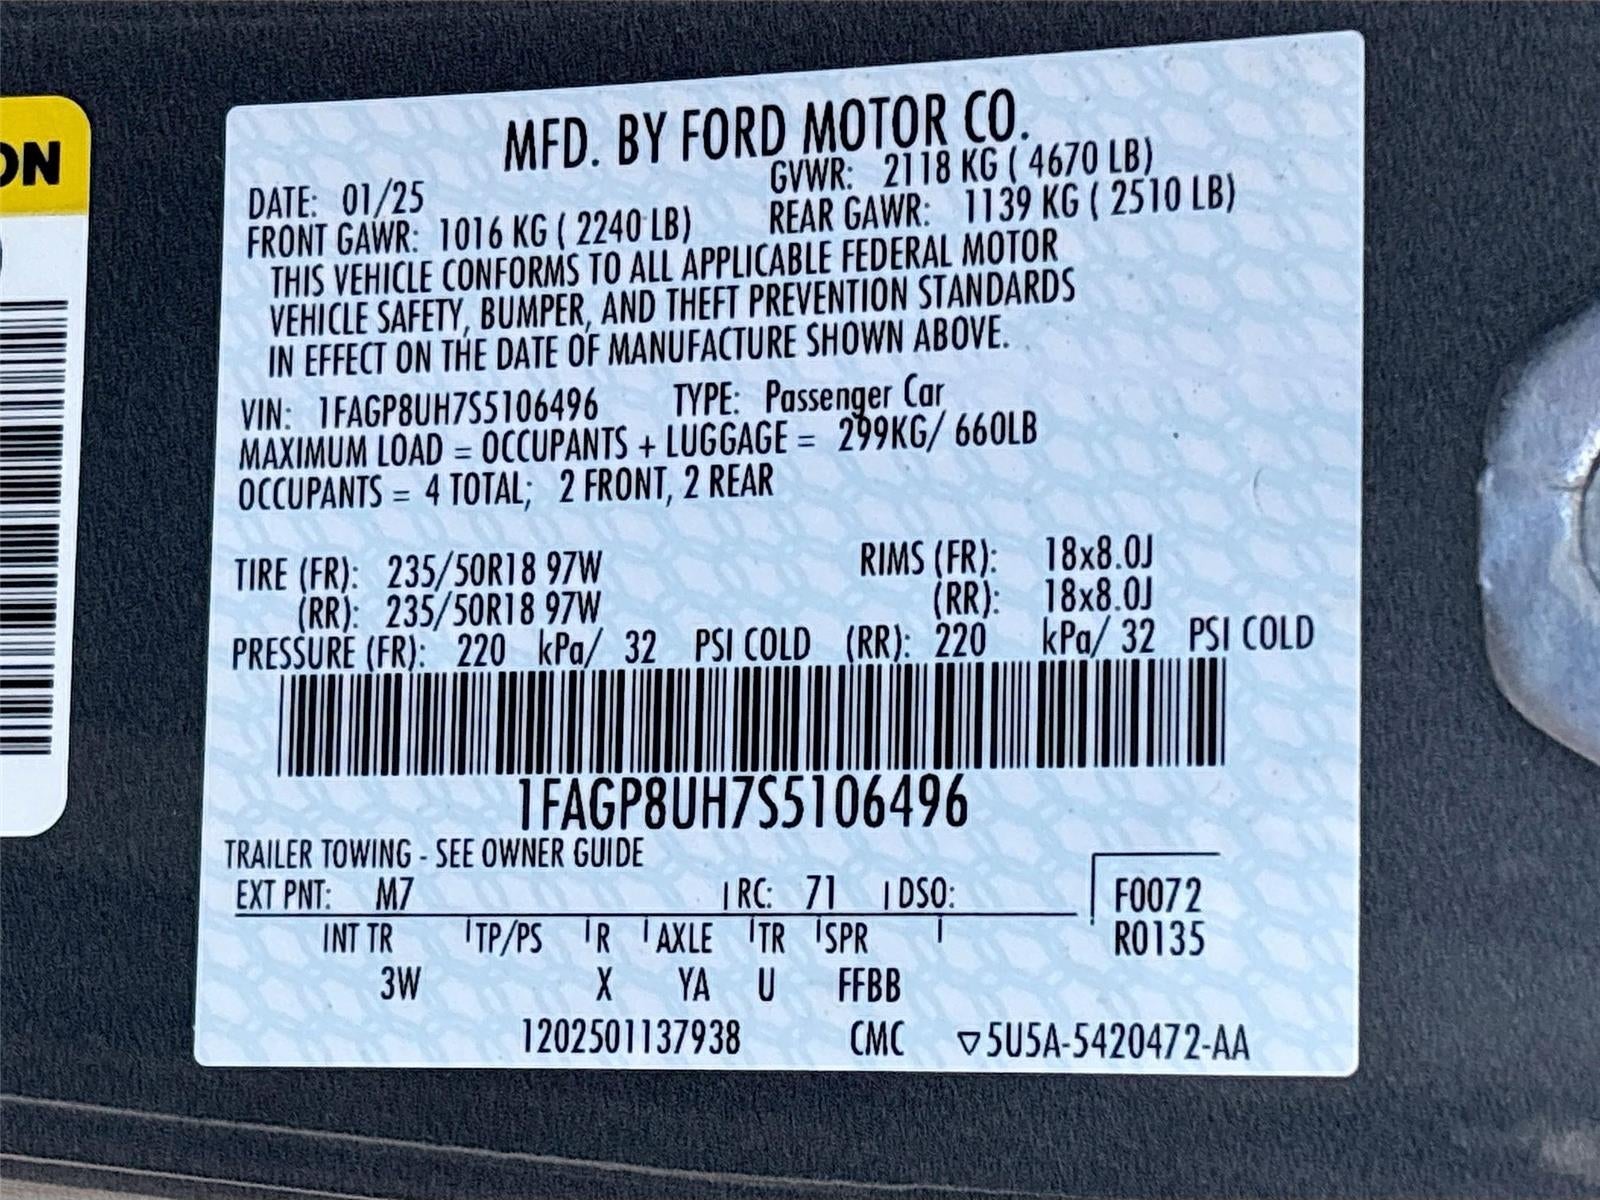 ON
MFD. BY FORD MOTOR CO.
DATE: 01/25 GVWR: 2118 KG ( 4670 LB)
FRONT GAWR: 1016 KG ( 2240 LB) REAR GAWR: 1139 KG ( 2510 LB)
THIS VEHICLE CONFORMS TO ALL APPLICABLE FEDERAL MOTOR
VEHICLE SAFETY, BUMPER, AND THEFT PREVENTION STANDARDS
IN EFFECT ON THE DATE OF MANUFACTURE SHOWN ABOVE.
VIN: 1FAGP8UH7S5106496 TYPE: Passenger Car
MAXIMUM LOAD = OCCUPANTS + LUGGAGE = 299KG/ 660LB
OCCUPANTS = 4 TOTAL; 2 FRONT, 2 REAR
TIRE (FR): 235/50R18 97W RIMS (FR): 18x8.0J
(RR): 235/50R18 97W (RR): 18x8.0J
PRESSURE (FR): 220 kPa/ 32 PSI COLD (RR): 220 kPa/ 32 PSI COLD
1FAGP8UH7S5106496
TRAILER TOWING - SEE OWNER GUIDE
EXT PNT: M7 RC: 71 DSO: F0072
INT TR TP/PS R AXLE TR SPR R0135
3W X YA U FFBB
1202501137938 CMC ▽5U5A-5420472-AA